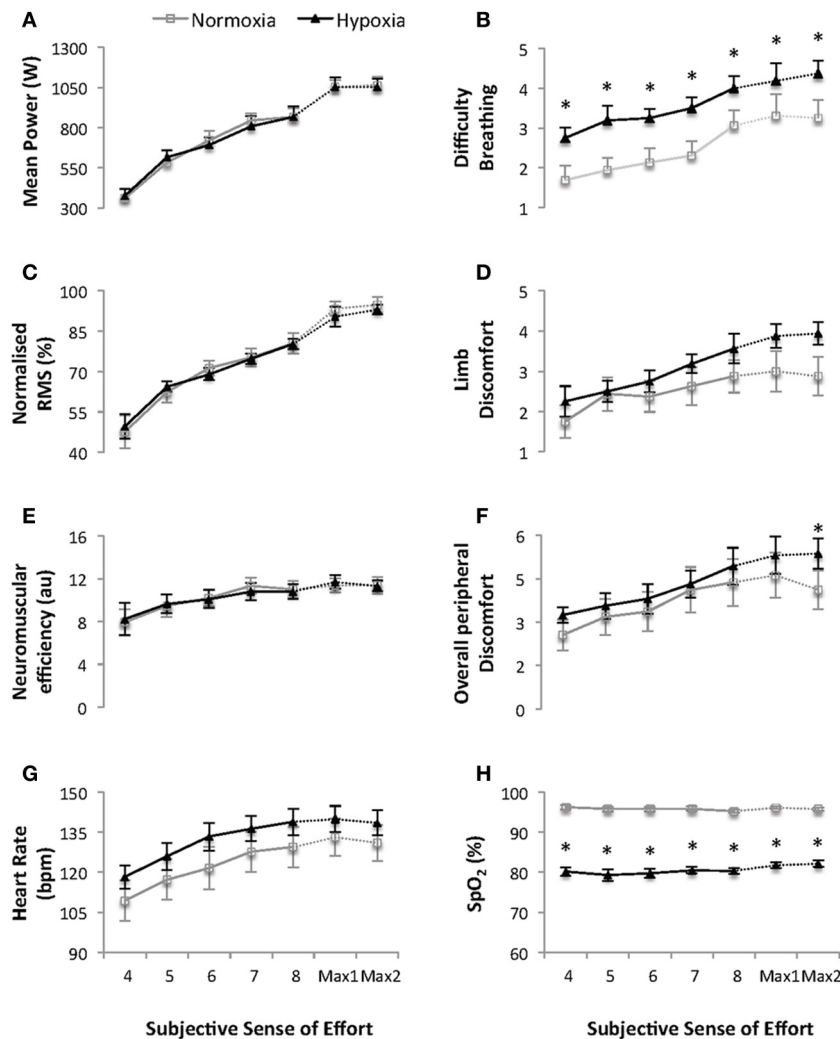 A
Normoxia
Hypoxia
B
Mean Power (W)
1300
1050
800
550
300
Difficulty
Breathing
5
4
3
2
1
* * * * * * *
C
Normalised
RMS (%)
100
85
70
55
40
D
Limb
Discomfort
5
4
3
2
1
E
Neuromuscular
efficiency (au)
16
12
8
4
0
F
Overall peripheral
Discomfort
6
5
3
2
0
*
G
Heart Rate
(bpm)
150
135
120
105
90
4 5 6 7 8 Max1 Max2
Subjective Sense of Effort
H
SpO2 (%)
100
90
80
70
60
* * * * * * *
4 5 6 7 8 Max1 Max2
Subjective Sense of Effort